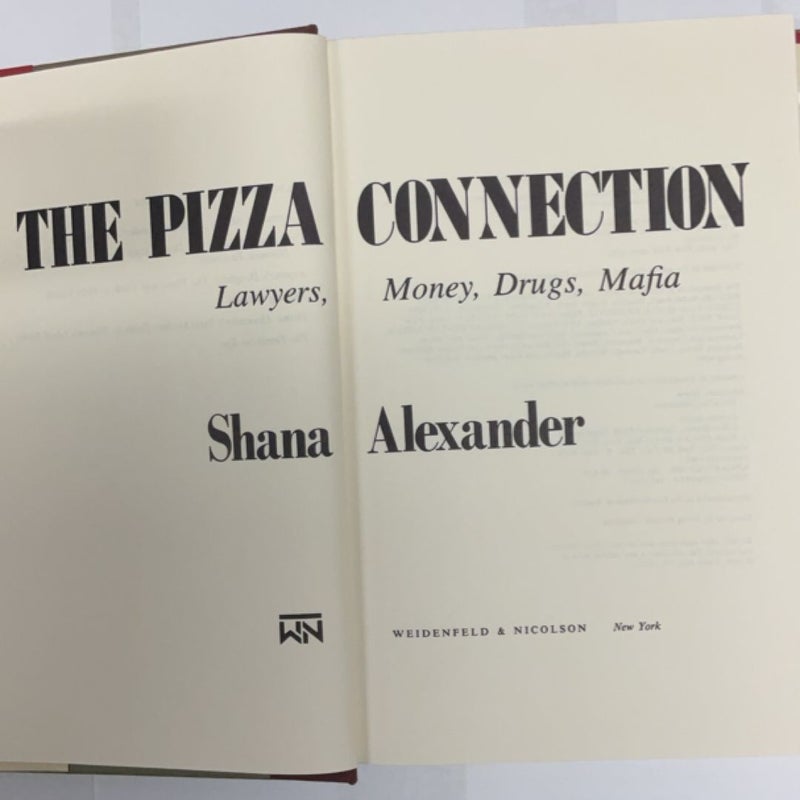 THE PIZZA CONNECTION
Lawyers, Money, Drugs, Mafia
Shana Alexander
WN
WEIDENFELD & NICOLSON New York